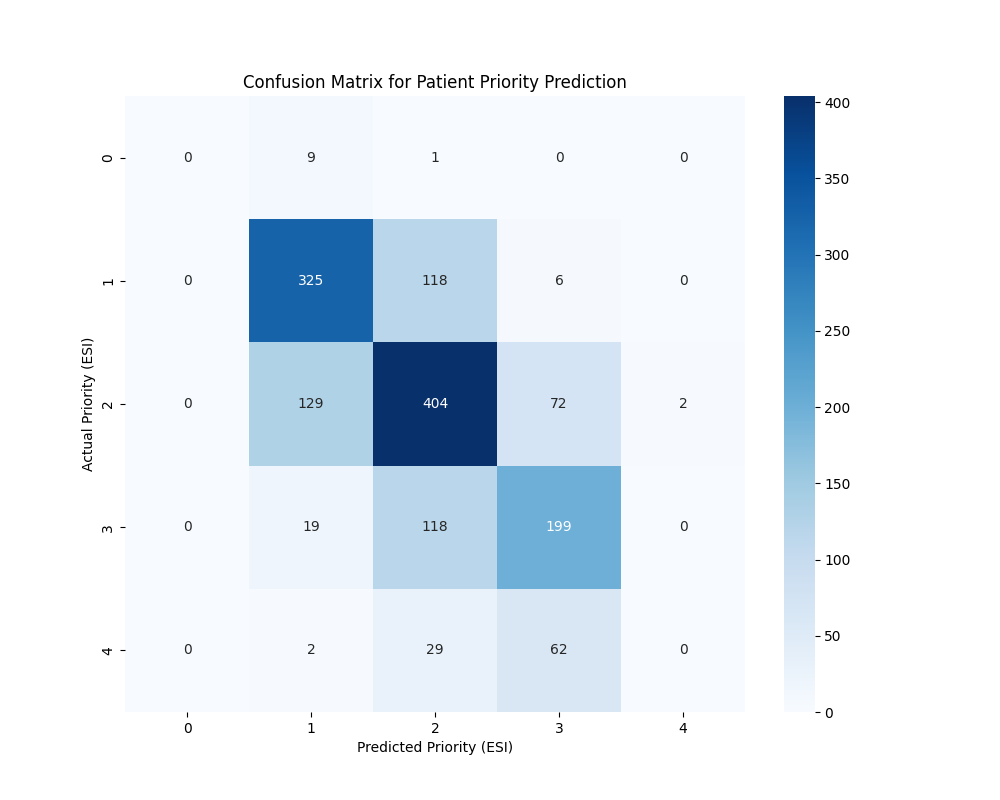 Confusion Matrix for Patient Priority Prediction
Actual Priority (ESI)
0 0 9 1 0 0
1 0 325 118 6 0
2 0 129 404 72 2
3 0 19 118 199 0
4 0 2 29 62 0
0 1 2 3 4
Predicted Priority (ESI)
400
350
300
250
200
150
100
50
0